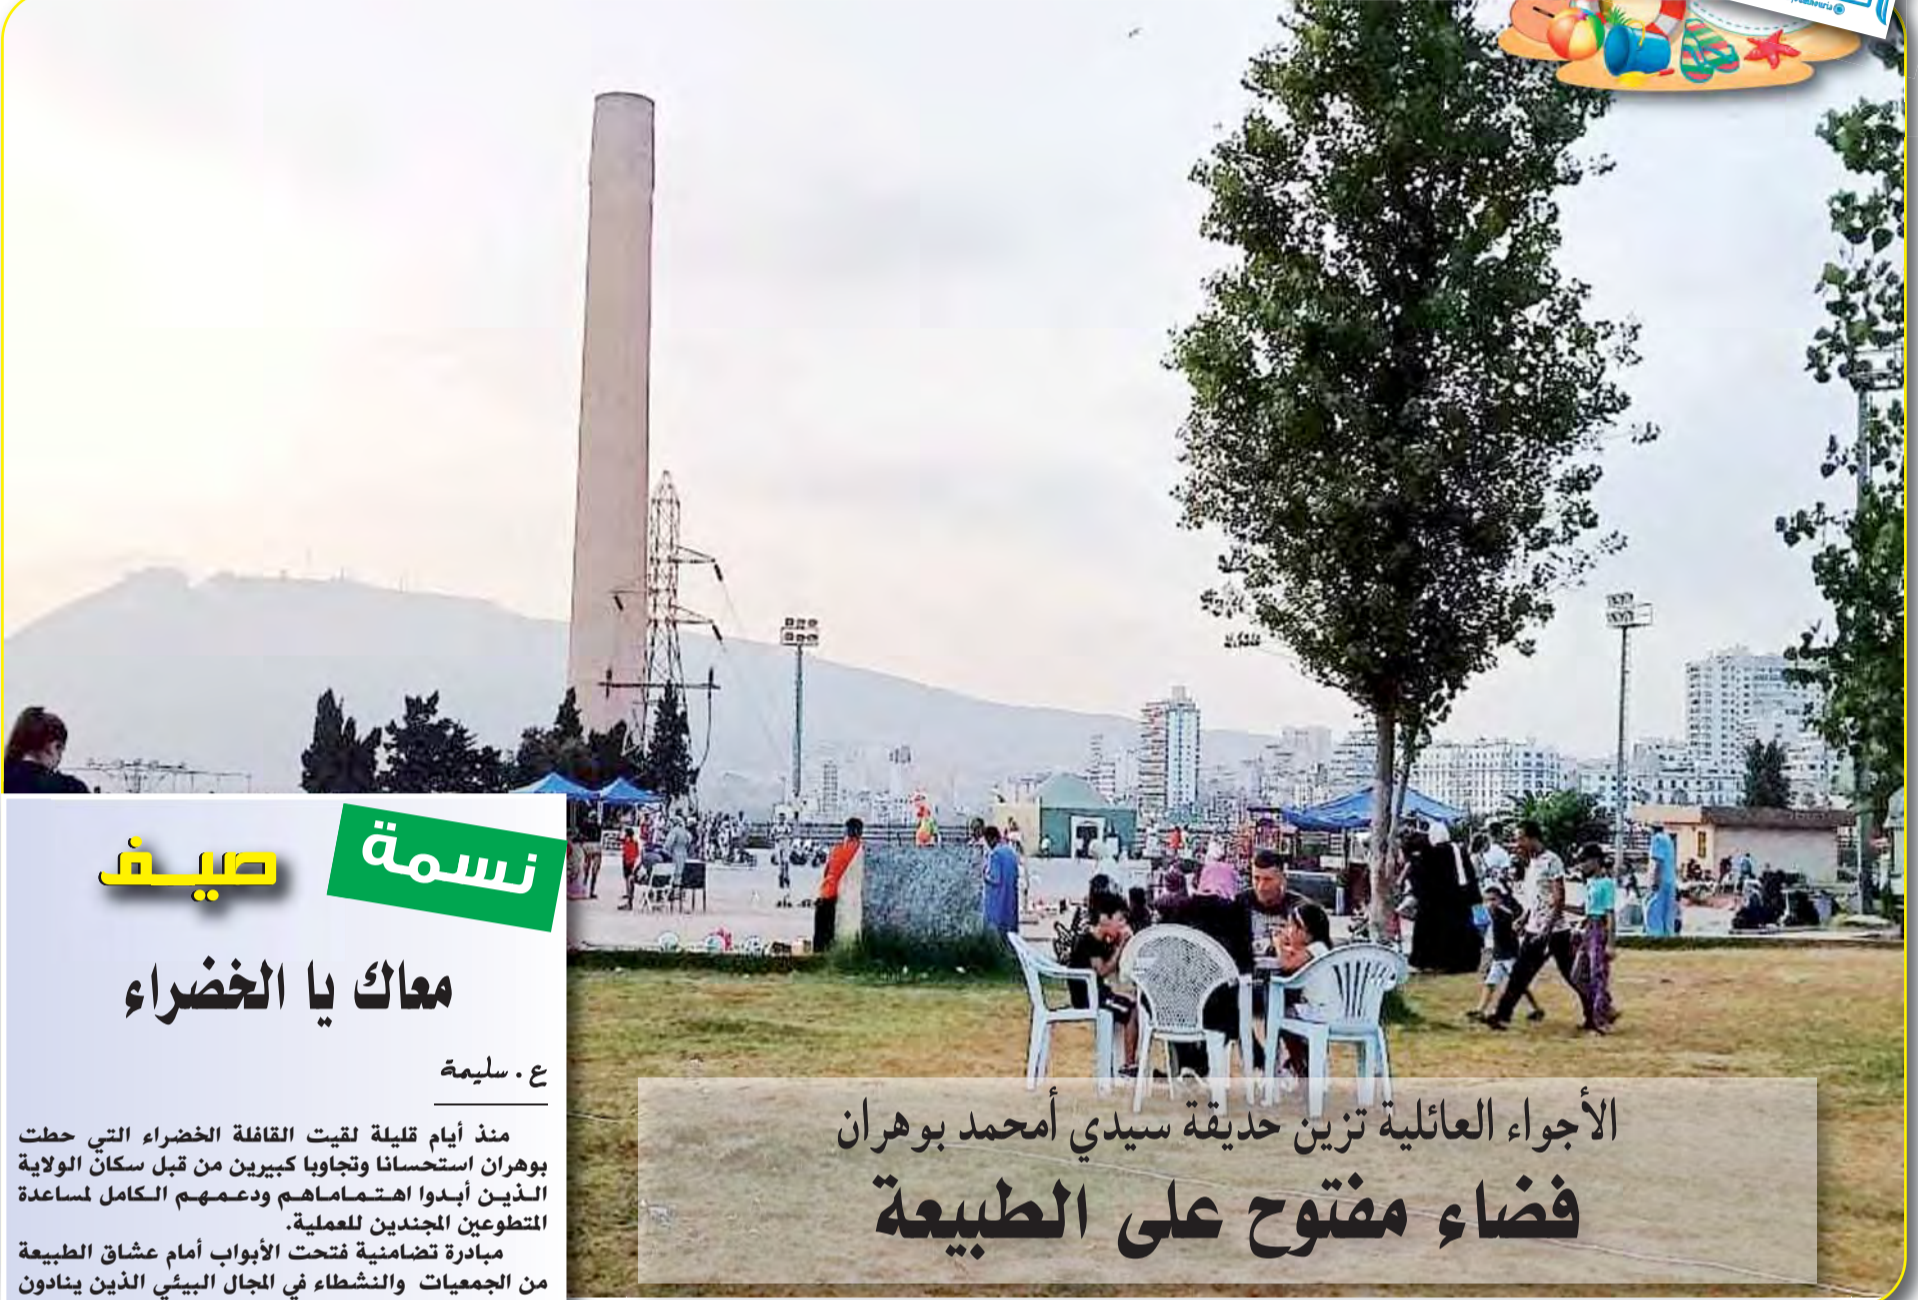 الأجواء العائلية تزين حديقة سيدي أمحمد بوهران
فضاء مفتوح على الطبيعة
نسمة
صيف
معاك يا الخضراء
ع . سليمة
منذ أيام قليلة لقيت القافلة الخضراء التي حطت
بوهران استحسانا وتجاوبا كبيرين من قبل سكان الولاية
الذين أبدوا اهتماماهم ودعمهم الكامل لمساعدة
المتطوعين المجندين للعملية.
مبادرة تضامنية فتحت الأبواب أمام عشاق الطبيعة
من الجمعيات والنشطاء في المجال البيئي الذين ينادون